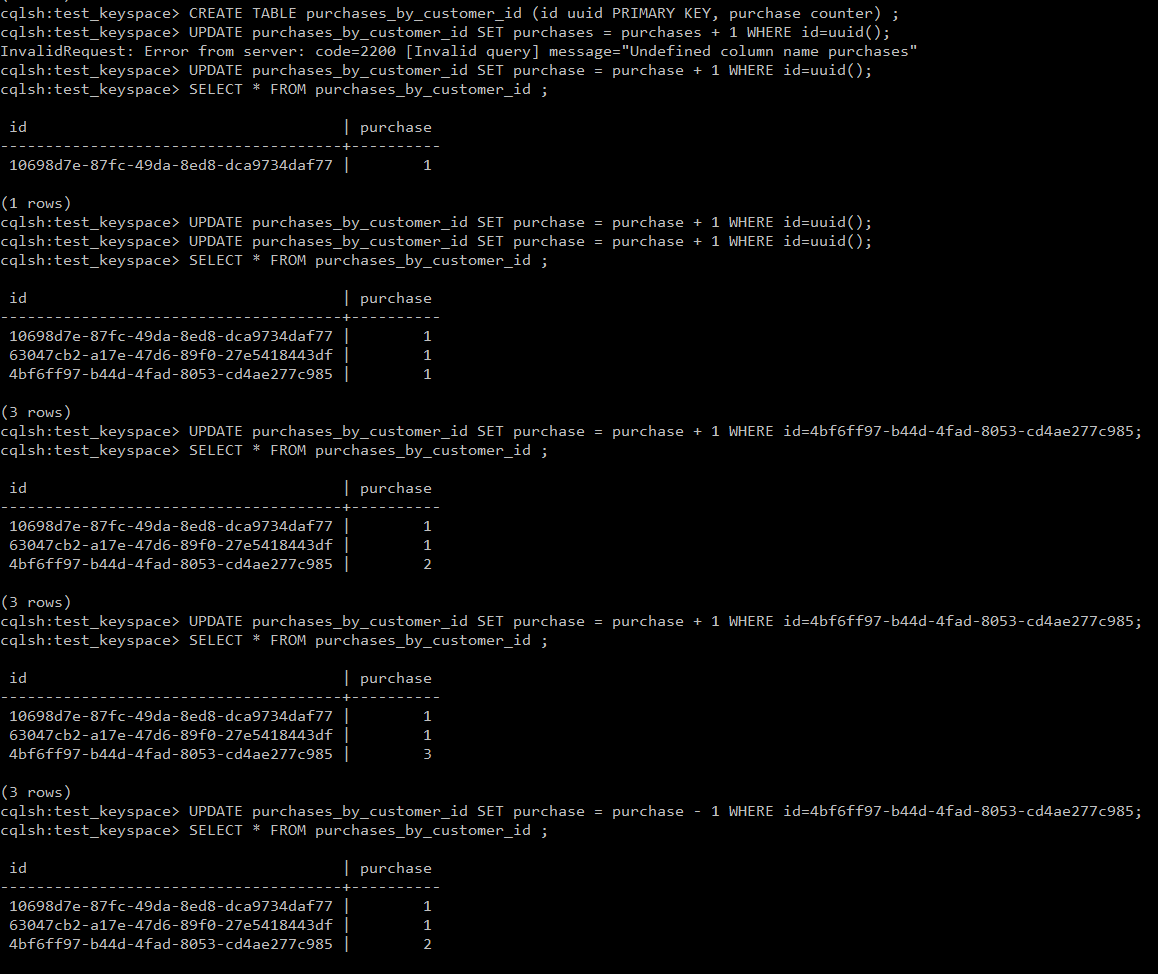 cqlsh:test_keyspace> CREATE TABLE purchases_by_customer_id (id uuid PRIMARY KEY, purchase counter) ;
cqlsh:test_keyspace> UPDATE purchases_by_customer_id SET purchases = purchases + 1 WHERE id=uuid();
InvalidRequest: Error from server: code=2200 [Invalid query] message="Undefined column name purchases"
cqlsh:test_keyspace> UPDATE purchases_by_customer_id SET purchase = purchase + 1 WHERE id=uuid();
cqlsh:test_keyspace> SELECT * FROM purchases_by_customer_id ;
 id                                   | purchase
--------------------------------------+----------
 10698d7e-87fc-49da-8ed8-dca9734daf77 |        1
(1 rows)
cqlsh:test_keyspace> UPDATE purchases_by_customer_id SET purchase = purchase + 1 WHERE id=uuid();
cqlsh:test_keyspace> UPDATE purchases_by_customer_id SET purchase = purchase + 1 WHERE id=uuid();
cqlsh:test_keyspace> SELECT * FROM purchases_by_customer_id ;
 id                                   | purchase
--------------------------------------+----------
 10698d7e-87fc-49da-8ed8-dca9734daf77 |        1
 63047cb2-a17e-47d6-89f0-27e5418443df |        1
 4bf6ff97-b44d-4fad-8053-cd4ae277c985 |        1
(3 rows)
cqlsh:test_keyspace> UPDATE purchases_by_customer_id SET purchase = purchase + 1 WHERE id=4bf6ff97-b44d-4fad-8053-cd4ae277c985;
cqlsh:test_keyspace> SELECT * FROM purchases_by_customer_id ;
 id                                   | purchase
--------------------------------------+----------
 10698d7e-87fc-49da-8ed8-dca9734daf77 |        1
 63047cb2-a17e-47d6-89f0-27e5418443df |        1
 4bf6ff97-b44d-4fad-8053-cd4ae277c985 |        2
(3 rows)
cqlsh:test_keyspace> UPDATE purchases_by_customer_id SET purchase = purchase + 1 WHERE id=4bf6ff97-b44d-4fad-8053-cd4ae277c985;
cqlsh:test_keyspace> SELECT * FROM purchases_by_customer_id ;
 id                                   | purchase
--------------------------------------+----------
 10698d7e-87fc-49da-8ed8-dca9734daf77 |        1
 63047cb2-a17e-47d6-89f0-27e5418443df |        1
 4bf6ff97-b44d-4fad-8053-cd4ae277c985 |        3
(3 rows)
cqlsh:test_keyspace> UPDATE purchases_by_customer_id SET purchase = purchase - 1 WHERE id=4bf6ff97-b44d-4fad-8053-cd4ae277c985;
cqlsh:test_keyspace> SELECT * FROM purchases_by_customer_id ;
 id                                   | purchase
--------------------------------------+----------
 10698d7e-87fc-49da-8ed8-dca9734daf77 |        1
 63047cb2-a17e-47d6-89f0-27e5418443df |        1
 4bf6ff97-b44d-4fad-8053-cd4ae277c985 |        2